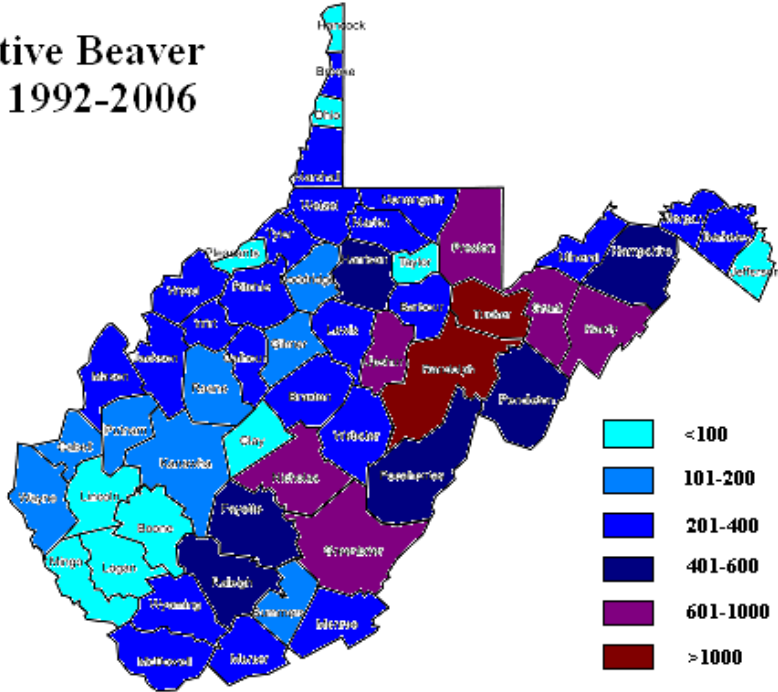 tive Beaver
1992-2006
Hancock
Brooke
Ohio
Marshall
Wetzel
Monongalia
Marion
Preston
Tyler
Pleasants
Taylor
Harrison
Doddridge
Mineral
Hampshire
Morgan
Berkeley
Jefferson
Wood
Ritchie
Barbour
Tucker
Grant
Hardy
Wirt
Lewis
Gilmer
Calhoun
Jackson
Upshur
Randolph
Mason
Roane
Braxton
Pendleton
Clay
Webster
Putnam
Cabell
Kanawha
Nicholas
Pocahontas
Wayne
Lincoln
Boone
Fayette
Greenbrier
Mingo
Logan
Raleigh
Wyoming
Summers
Monroe
McDowell
Mercer
<100
101-200
201-400
401-600
601-1000
>1000